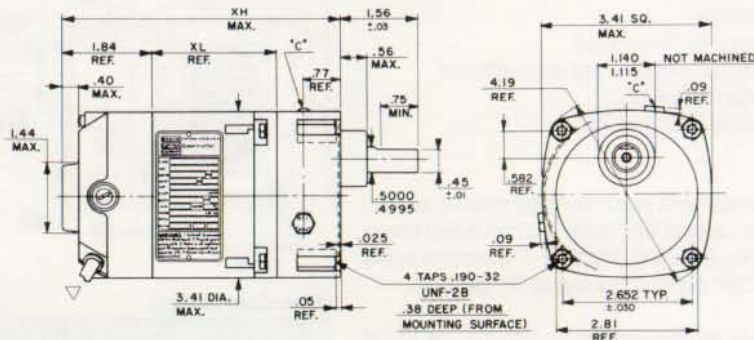 XH
MAX.
1.56
±.03
1.84
REF.
XL
REF.
"C"
.56
MAX.
.40
MAX.
.77
REF.
.75
MIN.
1.44
MAX.
.5000
.4995
.45
±.01
.025
REF.
3.41 DIA.
MAX.
.05
REF.
4 TAPS .190-32
UNF-2B
.38 DEEP (FROM
MOUNTING SURFACE)
3.41 SQ.
MAX.
1.140
1.115
NOT MACHINED
"C"
4.19
REF.
.09
REF.
.582
REF.
.09
REF.
2.652 TYP.
±.030
2.81
REF.